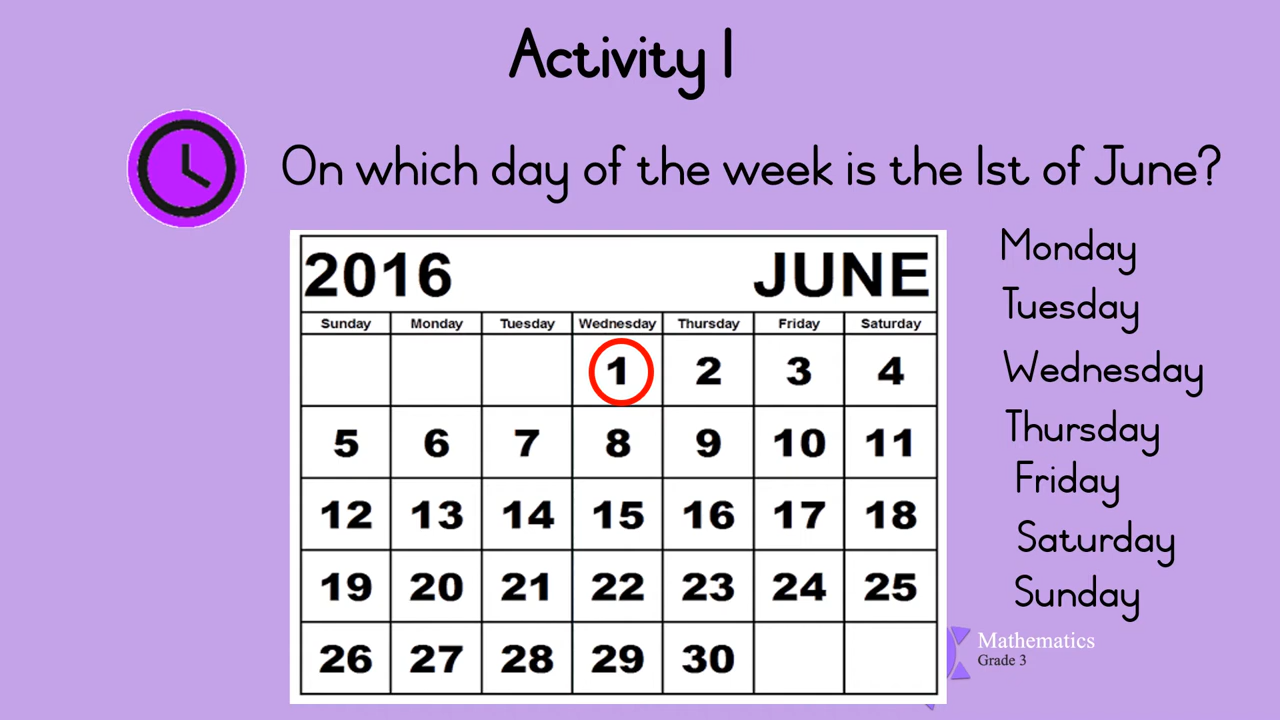 Activity 1
On which day of the week is the 1st of June?
2016 JUNE
Sunday Monday Tuesday Wednesday Thursday Friday Saturday
1 2 3 4
5 6 7 8 9 10 11
12 13 14 15 16 17 18
19 20 21 22 23 24 25
26 27 28 29 30
Monday
Tuesday
Wednesday
Thursday
Friday
Saturday
Sunday
Mathematics
Grade 3